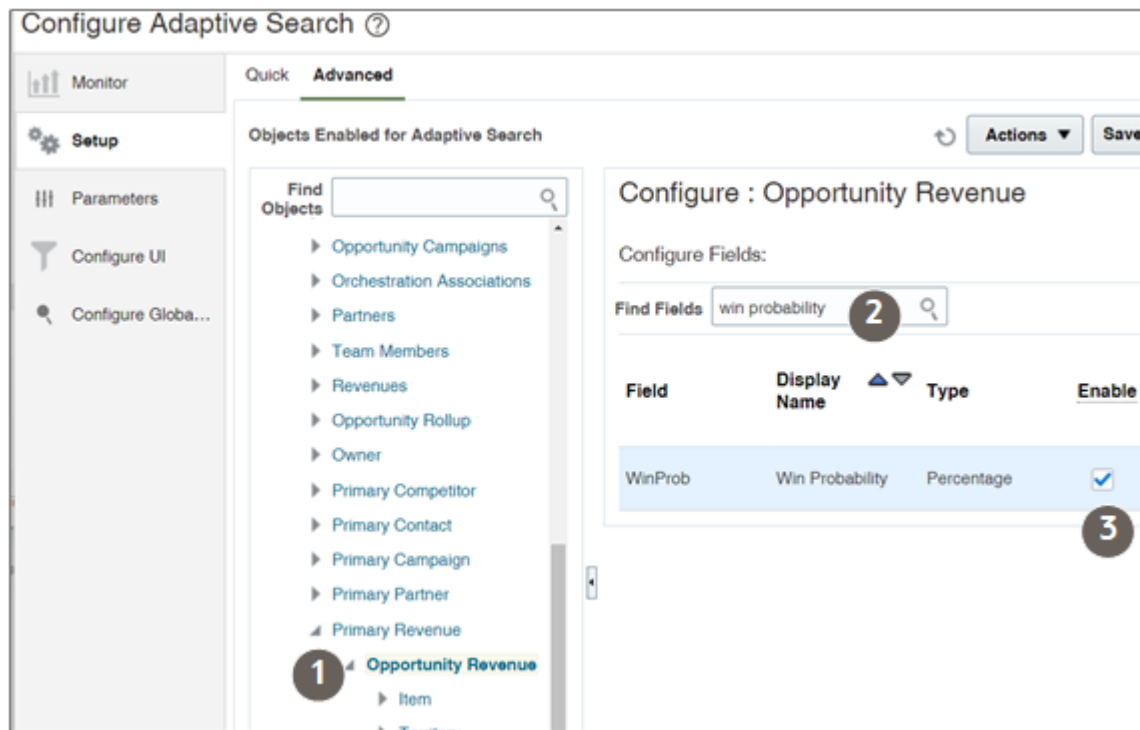 Configure Adaptive Search ?
Monitor
Setup
Parameters
Configure UI
Configure Globa...
Quick Advanced
Objects Enabled for Adaptive Search
Actions
Save
Find
Objects
Opportunity Campaigns
Orchestration Associations
Partners
Team Members
Revenues
Opportunity Rollup
Owner
Primary Competitor
Primary Contact
Primary Campaign
Primary Partner
Primary Revenue
1 Opportunity Revenue
Item
Territory
Configure : Opportunity Revenue
Configure Fields:
Find Fields win probability 2
Field Display Name Type Enable
WinProb Win Probability Percentage
3